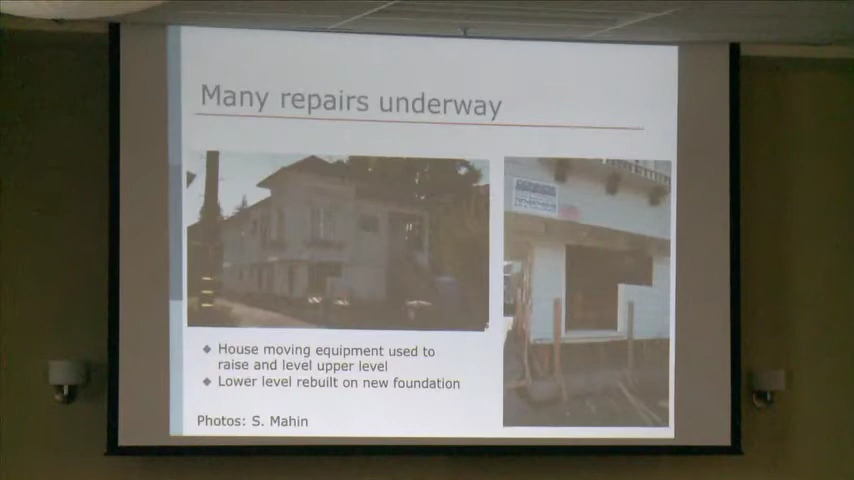 Many repairs underway
House moving equipment used to
raise and level upper level
Lower level rebuilt on new foundation
Photos: S. Mahin